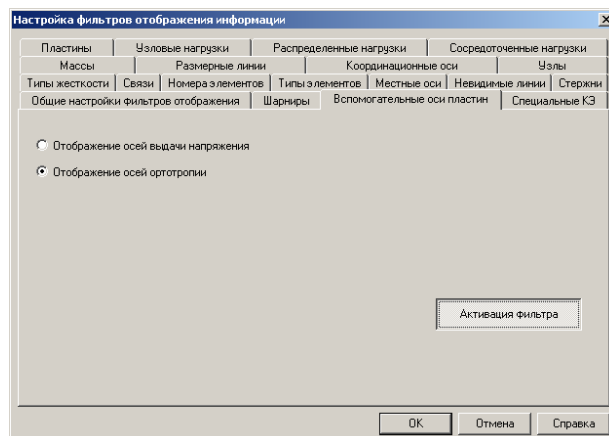 Настройка фильтров отображения информации
Пластины Узловые нагрузки Распределенные нагрузки Сосредоточенные нагрузки
Массы Размерные линии Координационные оси Узлы
Типы жесткости Связи Номера элементов Типы элементов Местные оси Невидимые линии Стержни
Общие настройки фильтров отображения Шарниры Вспомогательные оси пластин Специальные КЭ
Отображение осей выдачи напряжения
Отображение осей ортотропии
Активация фильтра
OK Отмена Справка